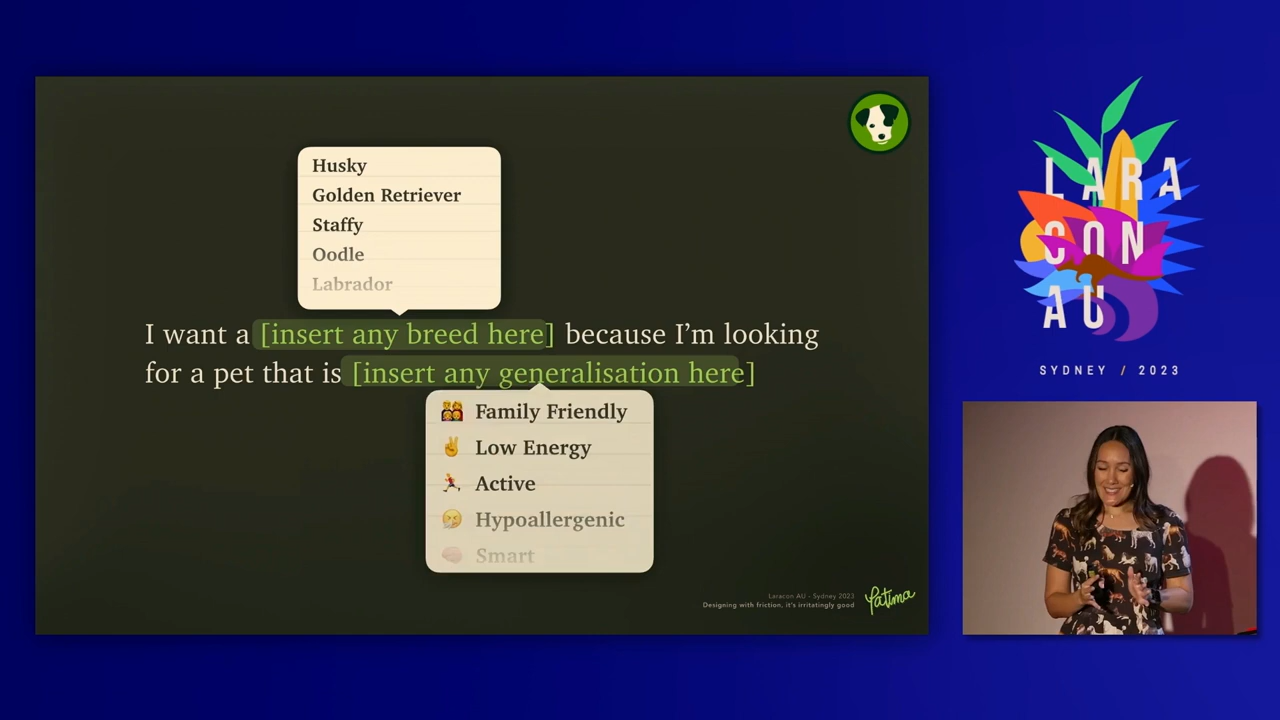 Husky
Golden Retriever
Staffy
Oodle
Labrador
I want a [insert any breed here] because I’m looking
for a pet that is [insert any generalisation here]
Family Friendly
Low Energy
Active
Hypoallergenic
Smart
Laracon AU - Sydney 2023
Designing with friction, it's irritatingly good
Yatima
LARA
CON
AU
SYDNEY / 2023